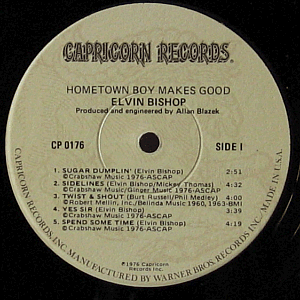 CAPRICORN RECORDS.
HOMETOWN BOY MAKES GOOD
ELVIN BISHOP
Produced and engineered by Allan Blazek
CP 0176 SIDE I
1. SUGAR DUMPLIN' (Elvin Bishop) 2:51
Ⓟ Crabshaw Music 1976-ASCAP
2. SIDELINES (Elvin Bishop/Mickey Thomas) 4:32
Crabshaw Music/Ginger Music 1976-ASCAP
3. TWIST & SHOUT (Burt Russell/Phil Medley) 4:39
Robert Mellin, Inc./Belinda Music 1960, 1963-BMI
4. YES SIR (Elvin Bishop) 4:37
Crabshaw Music 1976-ASCAP
5. SPEND SOME TIME (Elvin Bishop) 4:19
Crabshaw Music 1976-ASCAP
℗1976 Capricorn
Records Inc.
CAPRICORN RECORDS, INC. MANUFACTURED BY WARNER BROS. RECORDS INC. MADE IN U.S.A.